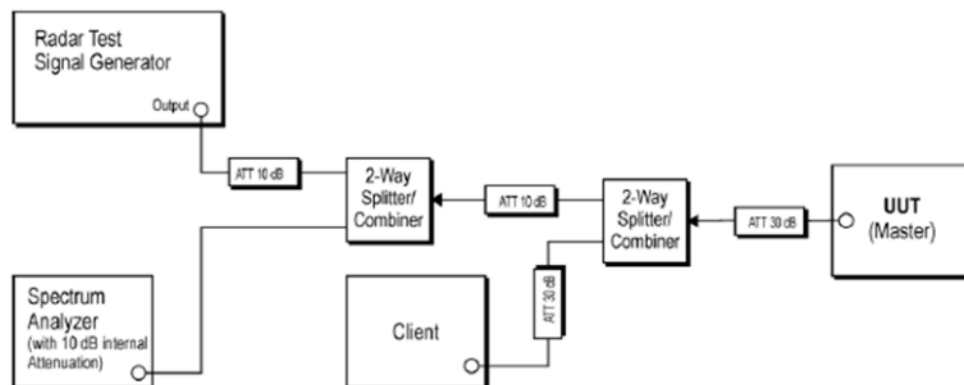 Radar Test
Signal Generator
Output
ATT 10 dB
2-Way
Splitter/
Combiner
ATT 10 dB
2-Way
Splitter/
Combiner
ATT 30 dB
UUT
(Master)
Spectrum
Analyzer
(with 10 dB internal
Attenuation)
Client
ATT 30 dB